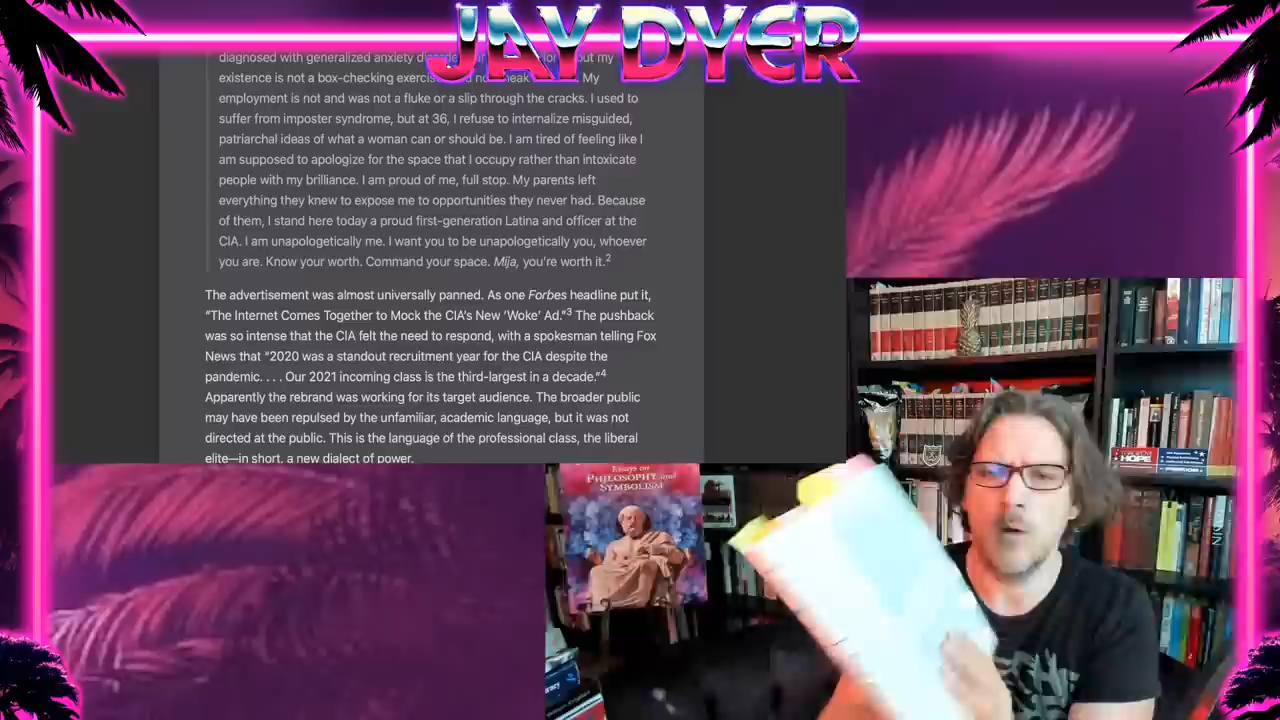 JAY DYER
diagnosed with generalized anxiety but my
existence is not a box-checking
employment is not and was not a fluke or a slip through the cracks. I used to
suffer from imposter syndrome, but at 36, I refuse to internalize misguided,
patriarchal ideas of what a woman can or should be. I am tired of feeling like I
am supposed to apologize for the space that I occupy rather than intoxicate
people with my brilliance. I am proud of me, full stop. My parents left
everything they knew to expose me to opportunities they never had. Because
of them, I stand here today a proud first-generation Latina and officer at the
CIA. I am unapologetically me. I want you to be unapologetically you, whoever
you are. Know your worth. Command your space. Mija, you're worth it.2
The advertisement was almost universally panned. As one Forbes headline put it,
"The Internet Comes Together to Mock the CIA's New 'Woke' Ad."3 The pushback
was so intense that the CIA felt the need to respond, with a spokesman telling Fox
News that "2020 was a standout recruitment year for the CIA despite the
pandemic. . . . Our 2021 incoming class is the third-largest in a decade."4
Apparently the rebrand was working for its target audience. The broader public
may have been repulsed by the unfamiliar, academic language, but it was not
directed at the public. This is the language of the professional class, the liberal
elite—in short, a new dialect of power.
Essays on
PHILOSOPHY and
SYMBOLISM
HOPE